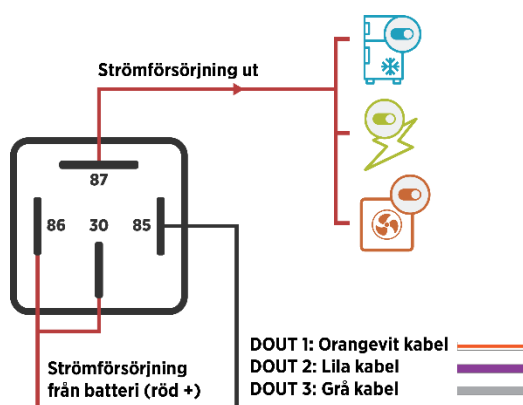 Strömförsörjning ut
87
86 30 85
Strömförsörjning
från batteri (röd +)
DOUT 1: Orangevit kabel
DOUT 2: Lila kabel
DOUT 3: Grå kabel